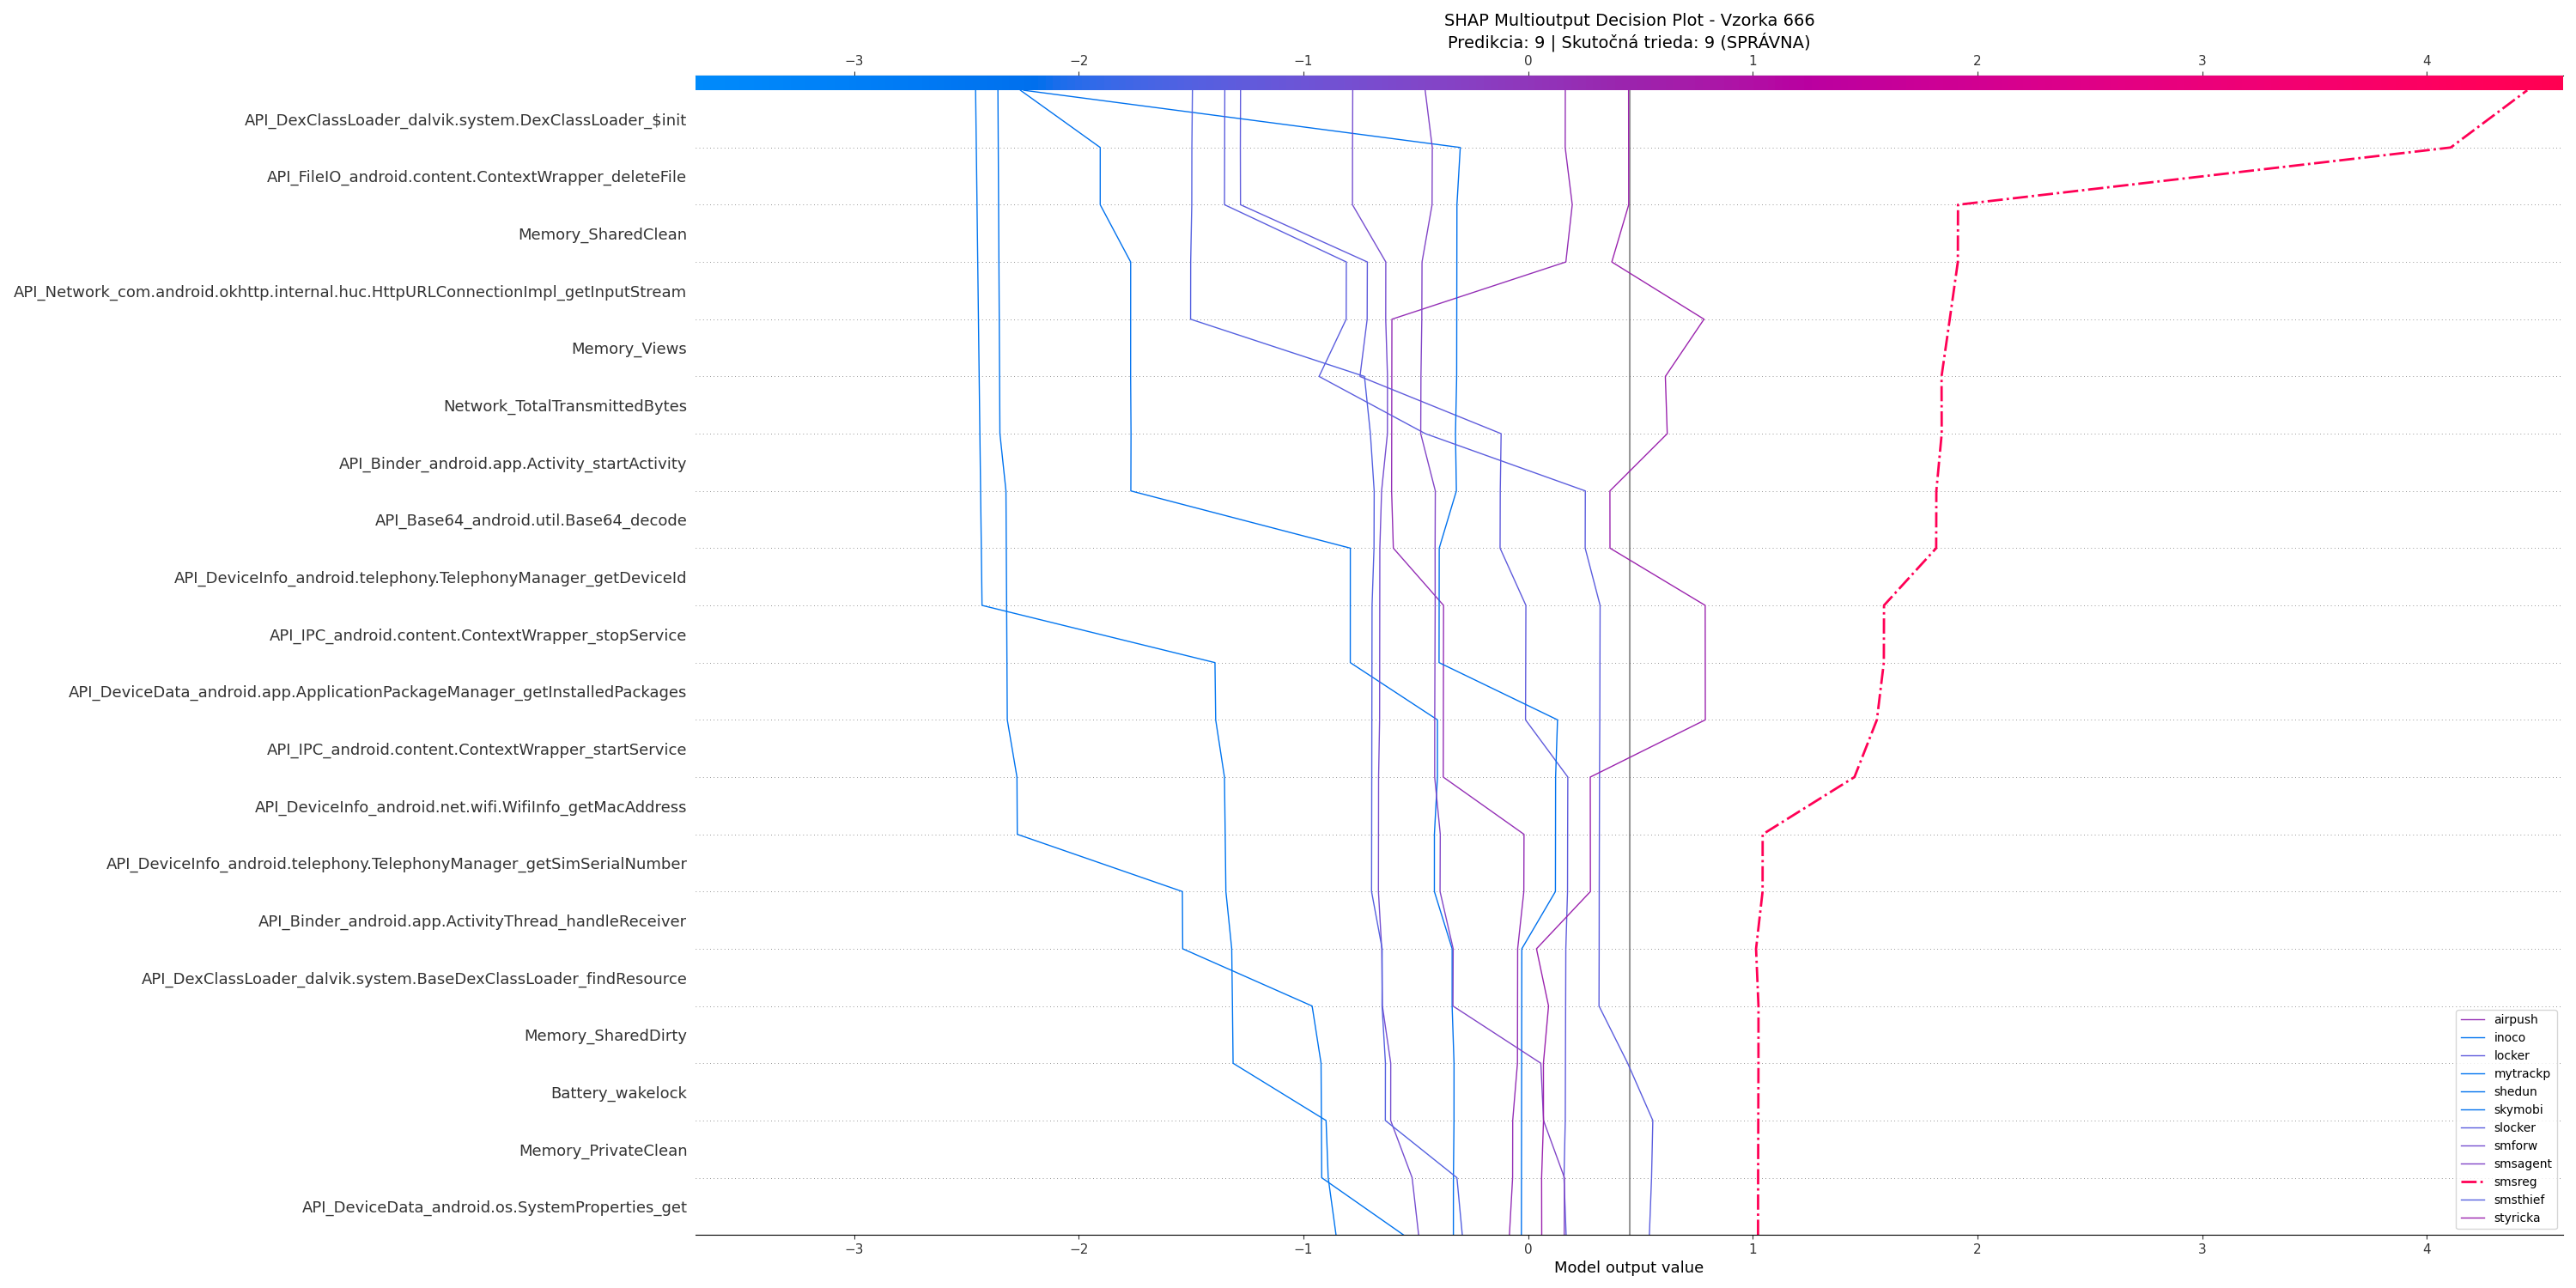 SHAP Multioutput Decision Plot - Vzorka 666
Predikcia: 9 | Skutočná trieda: 9 (SPRÁVNA)
−3 −2 −1 0 1 2 3 4
API_DexClassLoader_dalvik.system.DexClassLoader_$init
API_FileIO_android.content.ContextWrapper_deleteFile
Memory_SharedClean
API_Network_com.android.okhttp.internal.huc.HttpURLConnectionImpl_getInputStream
Memory_Views
Network_TotalTransmittedBytes
API_Binder_android.app.Activity_startActivity
API_Base64_android.util.Base64_decode
API_DeviceInfo_android.telephony.TelephonyManager_getDeviceId
API_IPC_android.content.ContextWrapper_stopService
API_DeviceData_android.app.ApplicationPackageManager_getInstalledPackages
API_IPC_android.content.ContextWrapper_startService
API_DeviceInfo_android.net.wifi.WifiInfo_getMacAddress
API_DeviceInfo_android.telephony.TelephonyManager_getSimSerialNumber
API_Binder_android.app.ActivityThread_handleReceiver
API_DexClassLoader_dalvik.system.BaseDexClassLoader_findResource
Memory_SharedDirty
Battery_wakelock
Memory_PrivateClean
API_DeviceData_android.os.SystemProperties_get
airpush
inoco
locker
mytrackp
shedun
skymobi
slocker
smforw
smsagent
smsreg
smsthief
styricka
−3 −2 −1 0 1 2 3 4
Model output value